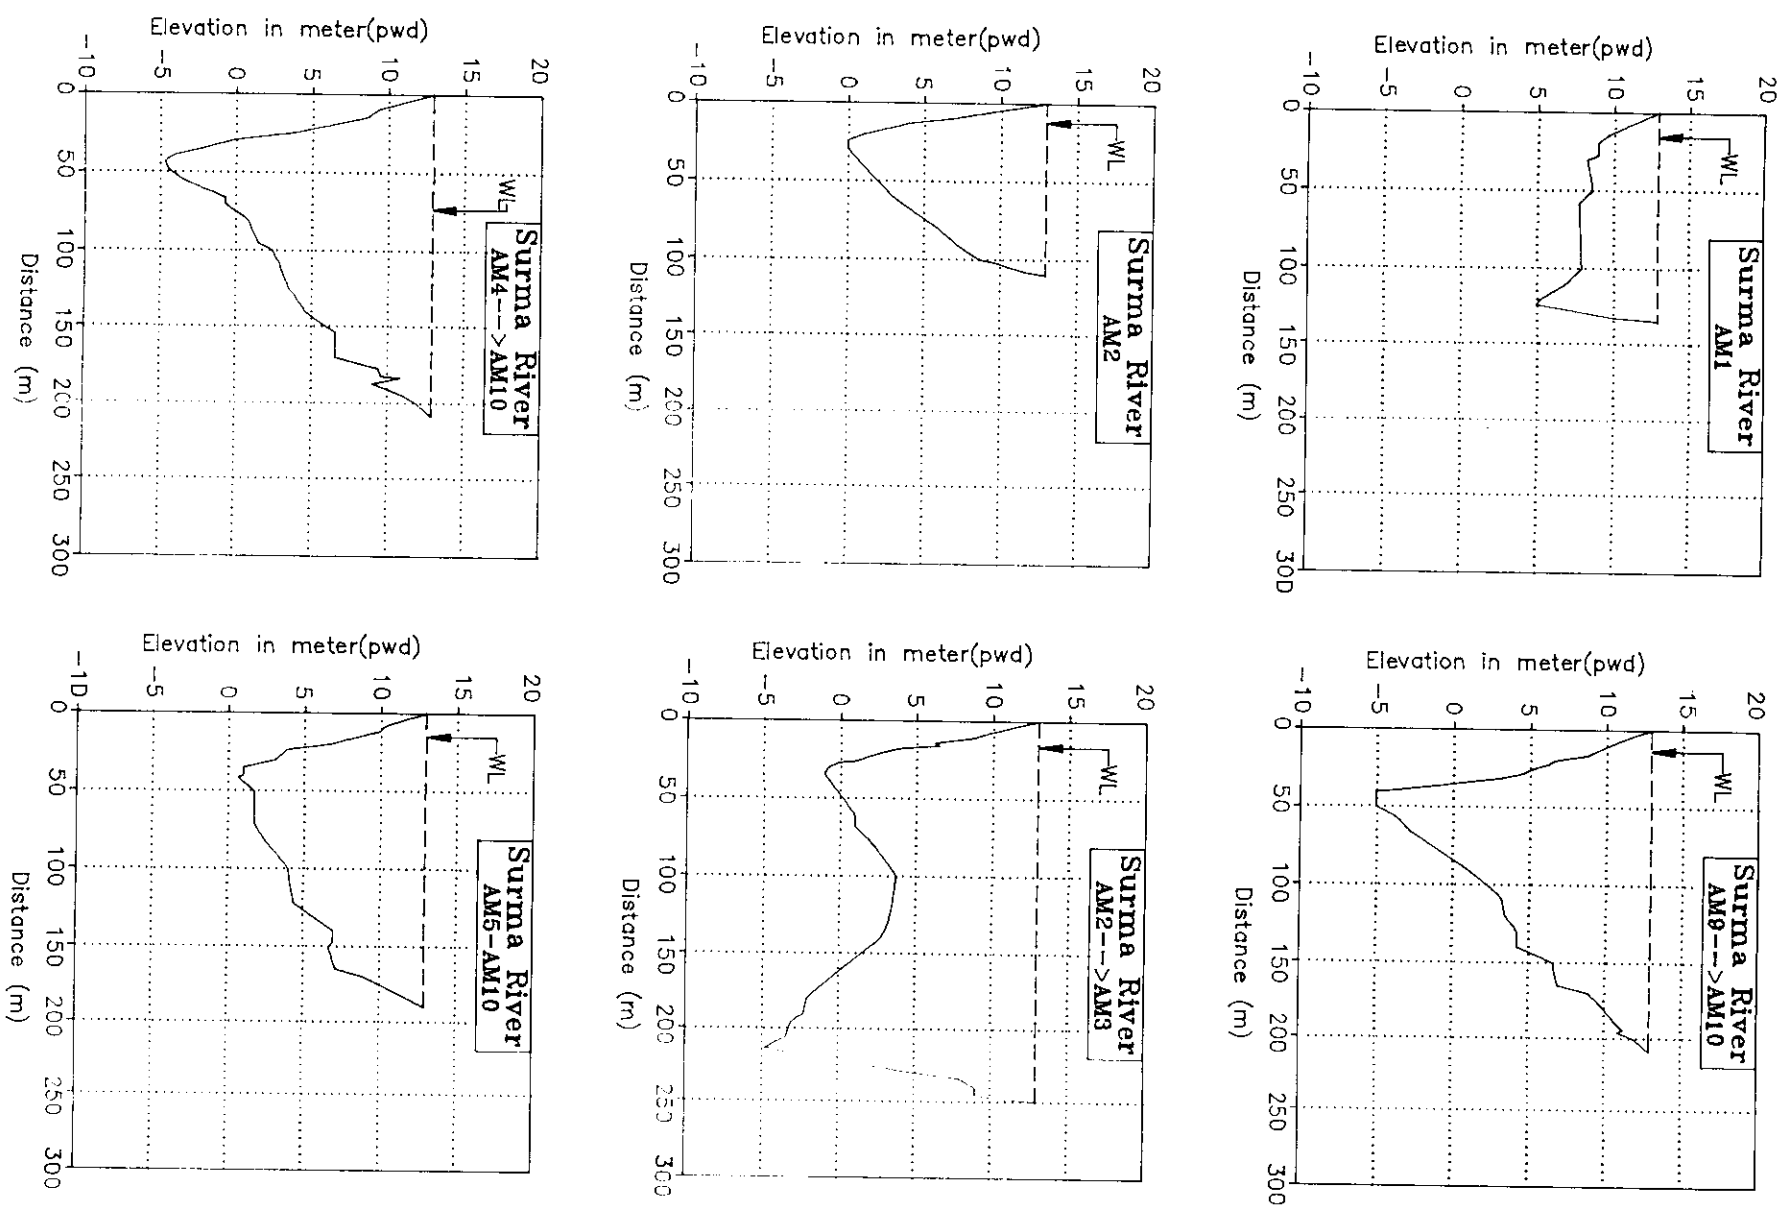 Elevation in meter(pwd)
-10
-5
0
5
10
15
20
0
50
100
150
200
250
300
Distance (m)
WL
Surma River
AM4-->AM10
Elevation in meter(pwd)
-10
-5
0
5
10
15
20
0
50
100
150
200
250
300
Distance (m)
WL
Surma River
AM2
Elevation in meter(pwd)
-10
-5
0
5
10
15
20
0
50
100
150
200
250
300
Distance (m)
WL
Surma River
AM1
Elevation in meter(pwd)
-10
-5
0
5
10
15
20
0
50
100
150
200
250
300
Distance (m)
WL
Surma River
AM5-AM10
Elevation in meter(pwd)
-10
-5
0
5
10
15
20
0
50
100
150
200
250
300
Distance (m)
WL
Surma River
AM2-->AM3
Elevation in meter(pwd)
-10
-5
0
5
10
15
20
0
50
100
150
200
250
300
Distance (m)
WL
Surma River
AM9-->AM10